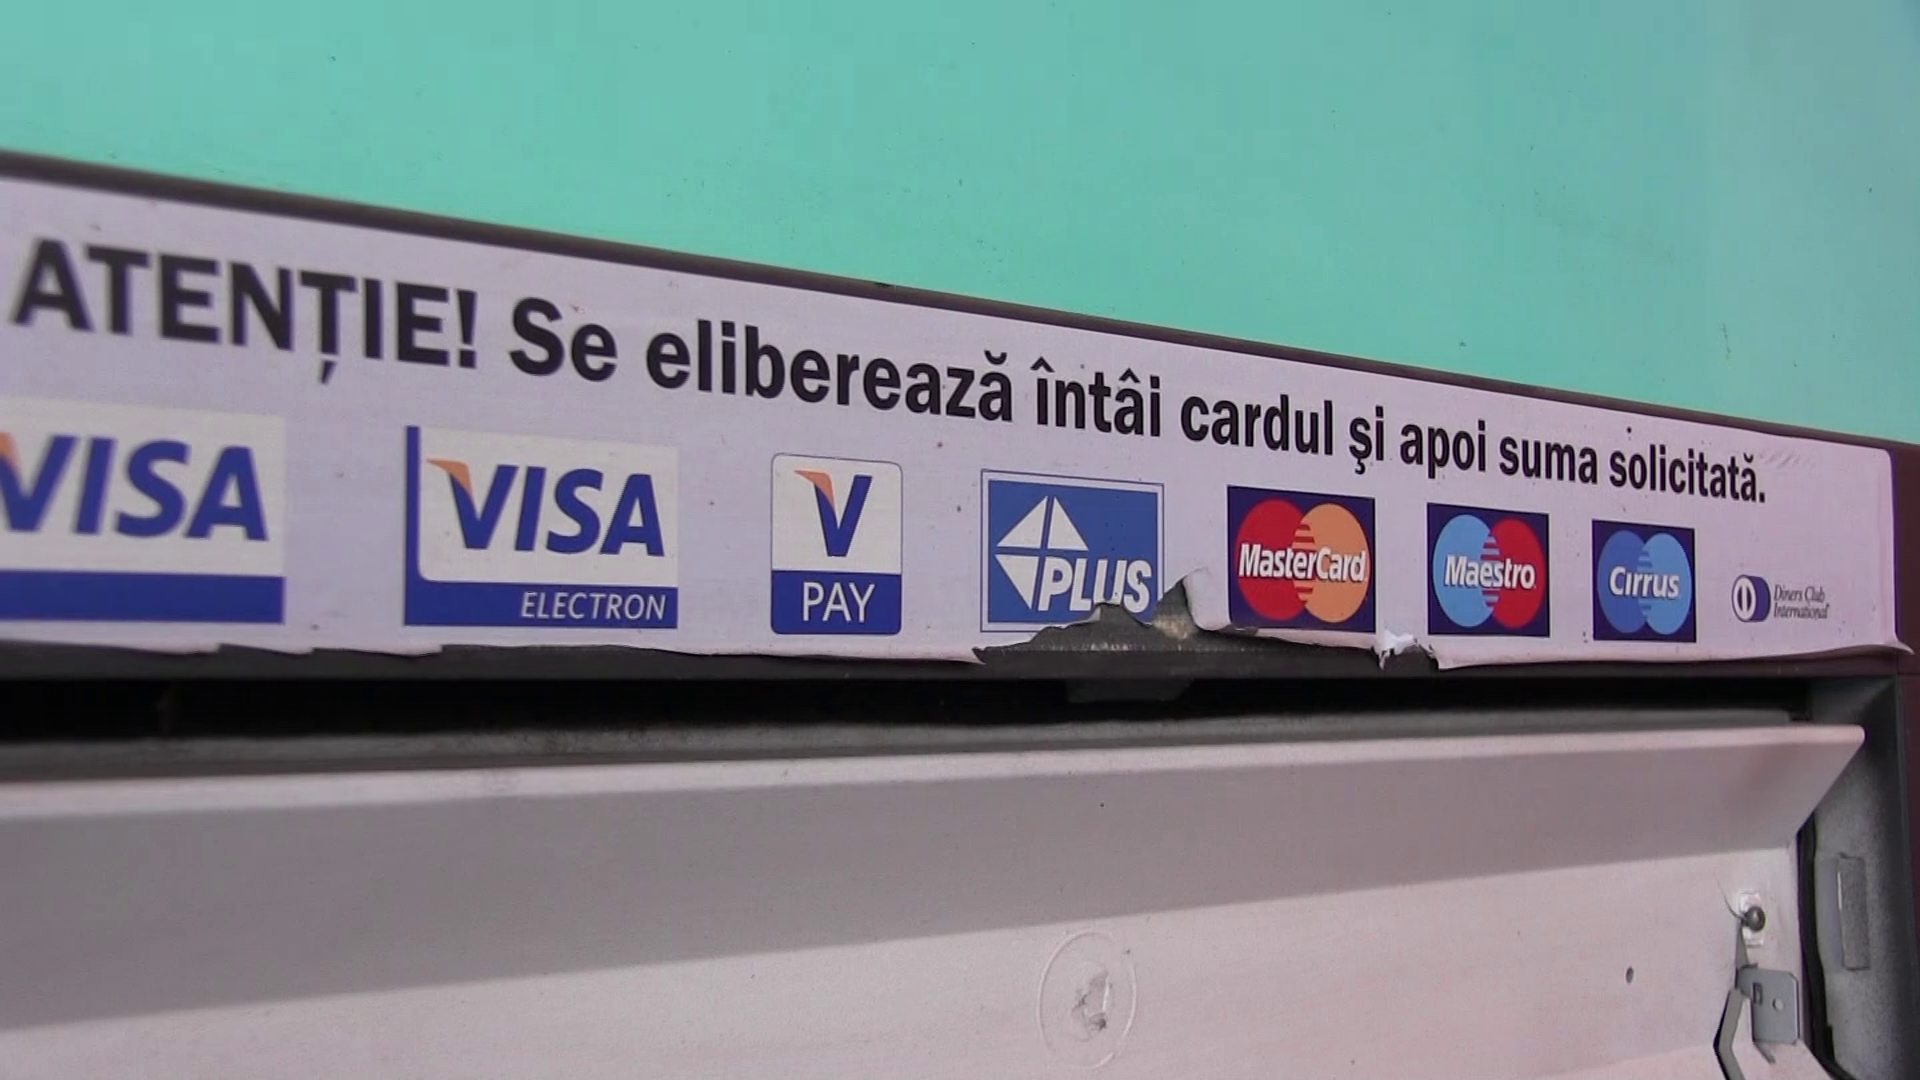 ATENȚIE! Se eliberează întâi cardul şi apoi suma solicitată.
VISA
VISA
ELECTRON
V
PAY
PLUS
MasterCard
Maestro
Cirrus
Diners Club
International